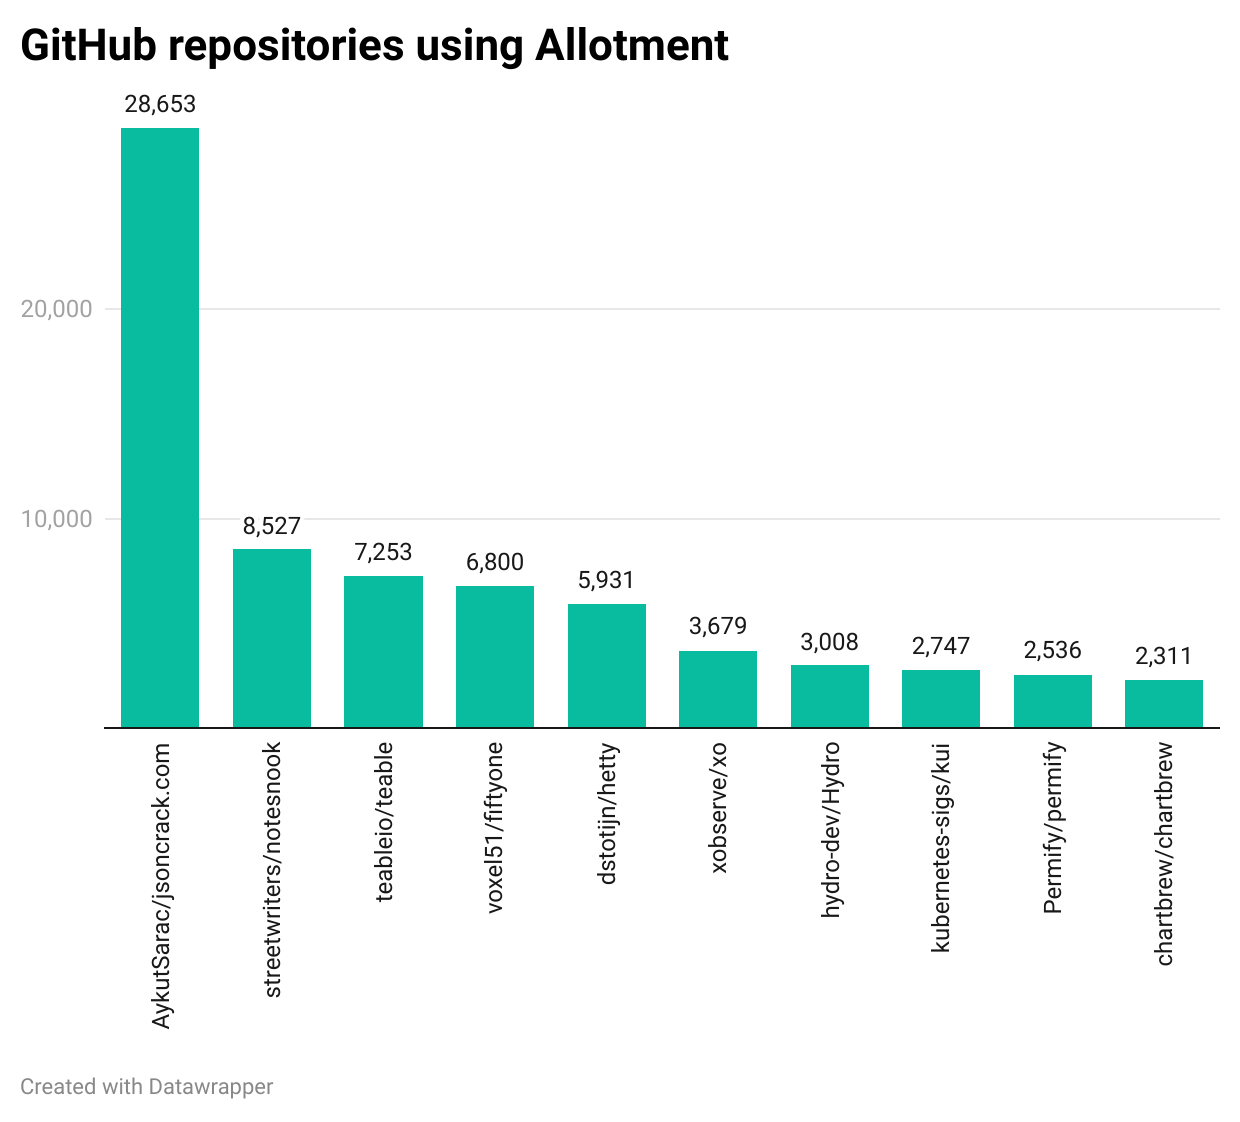 GitHub repositories using Allotment
28,653
20,000
10,000
8,527
7,253
6,800
5,931
3,679
3,008
2,747
2,536
2,311
AykutSarac/jsoncrack.com
streetwriters/notesnook
teableio/teable
voxel51/fiftyone
dstotijn/hetty
xobserve/xo
hydro-dev/Hydro
kubernetes-sigs/kui
Permify/permify
chartbrew/chartbrew
Created with Datawrapper